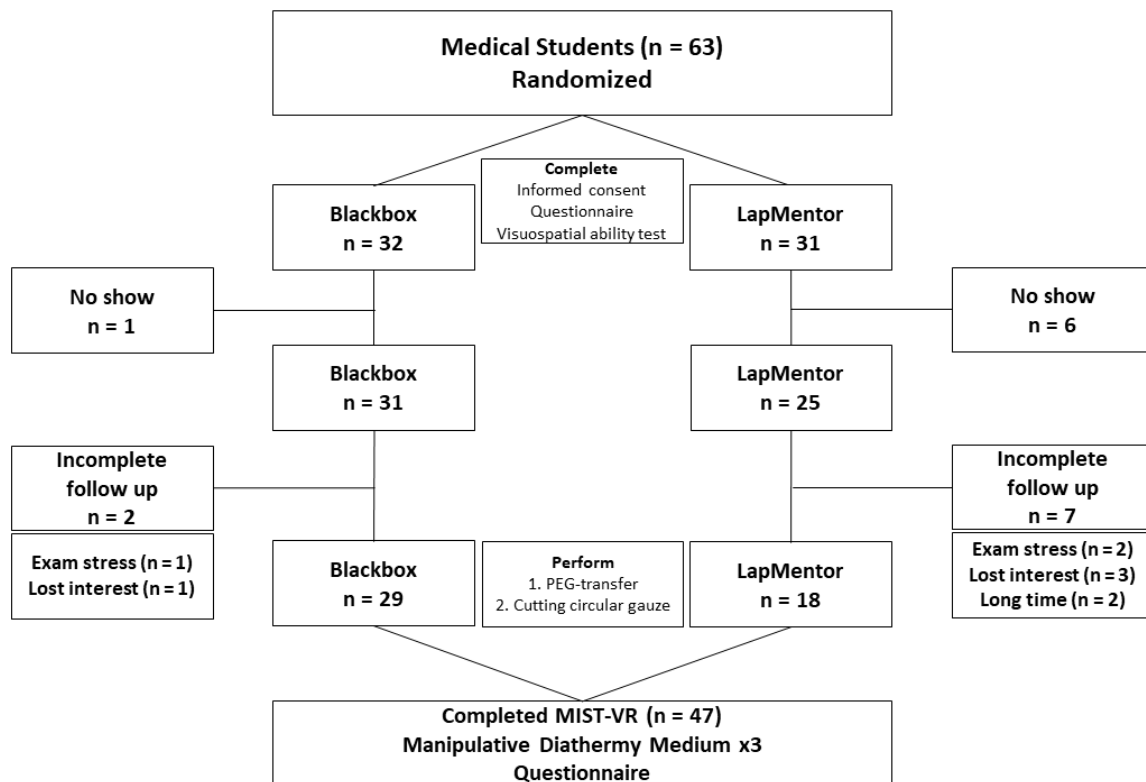 Medical Students (n = 63)
Randomized
Complete
Informed consent
Questionnaire
Visuospatial ability test
Blackbox
n = 32
LapMentor
n = 31
No show
n = 1
No show
n = 6
Blackbox
n = 31
LapMentor
n = 25
Incomplete
follow up
n = 2
Incomplete
follow up
n = 7
Exam stress (n = 1)
Lost interest (n = 1)
Blackbox
n = 29
Perform
1. PEG-transfer
2. Cutting circular gauze
LapMentor
n = 18
Exam stress (n = 2)
Lost interest (n = 3)
Long time (n = 2)
Completed MIST-VR (n = 47)
Manipulative Diathermy Medium x3
Questionnaire